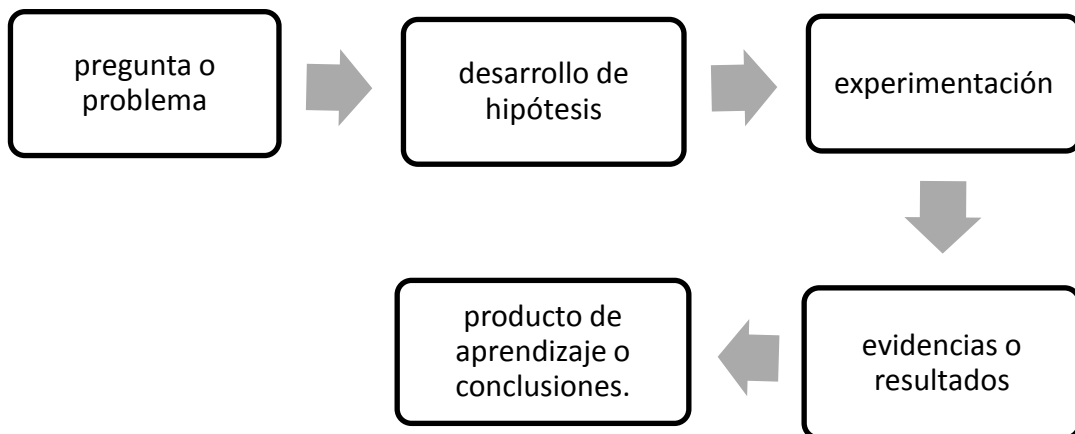 pregunta o
problema
desarrollo de
hipótesis
experimentación
evidencias o
resultados
producto de
aprendizaje o
conclusiones.